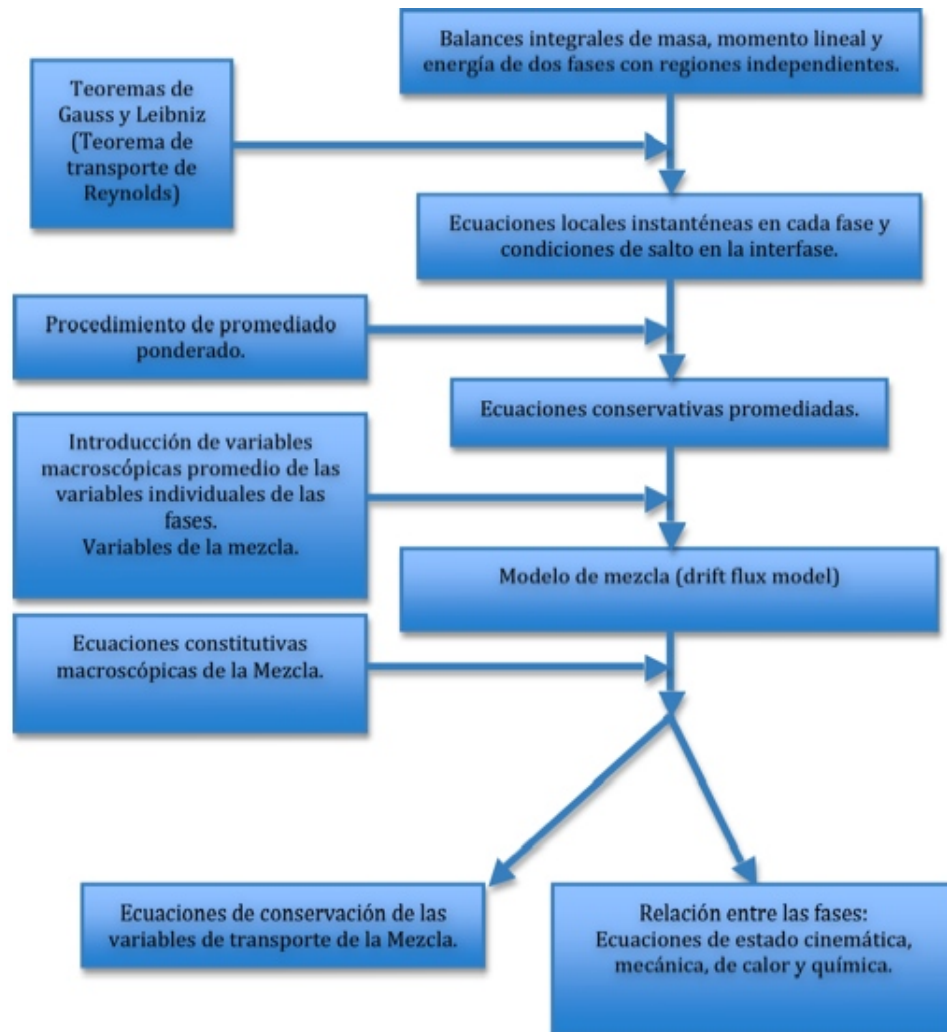 Balances integrales de masa, momento lineal y
energía de dos fases con regiones independientes.
Teoremas de
Gauss y Leibniz
(Teorema de
transporte de
Reynolds)
Ecuaciones locales instanténeas en cada fase y
condiciones de salto en la interfase.
Procedimiento de promediado
ponderado.
Ecuaciones conservativas promediadas.
Introducción de variables
macroscópicas promedio de las
variables individuales de las
fases.
Variables de la mezcla.
Modelo de mezcla (drift flux model)
Ecuaciones constitutivas
macroscópicas de la Mezcla.
Ecuaciones de conservación de las
variables de transporte de la Mezcla.
Relación entre las fases:
Ecuaciones de estado cinemática,
mecánica, de calor y química.